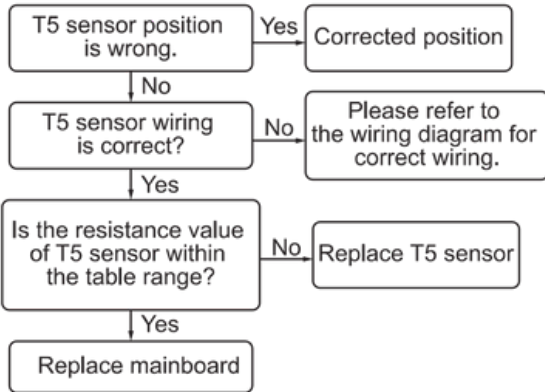 T5 sensor position
is wrong.
Yes
Corrected position
No
T5 sensor wiring
is correct?
No
Please refer to
the wiring diagram for
correct wiring.
Yes
Is the resistance value
of T5 sensor within
the table range?
No
Replace T5 sensor
Yes
Replace mainboard